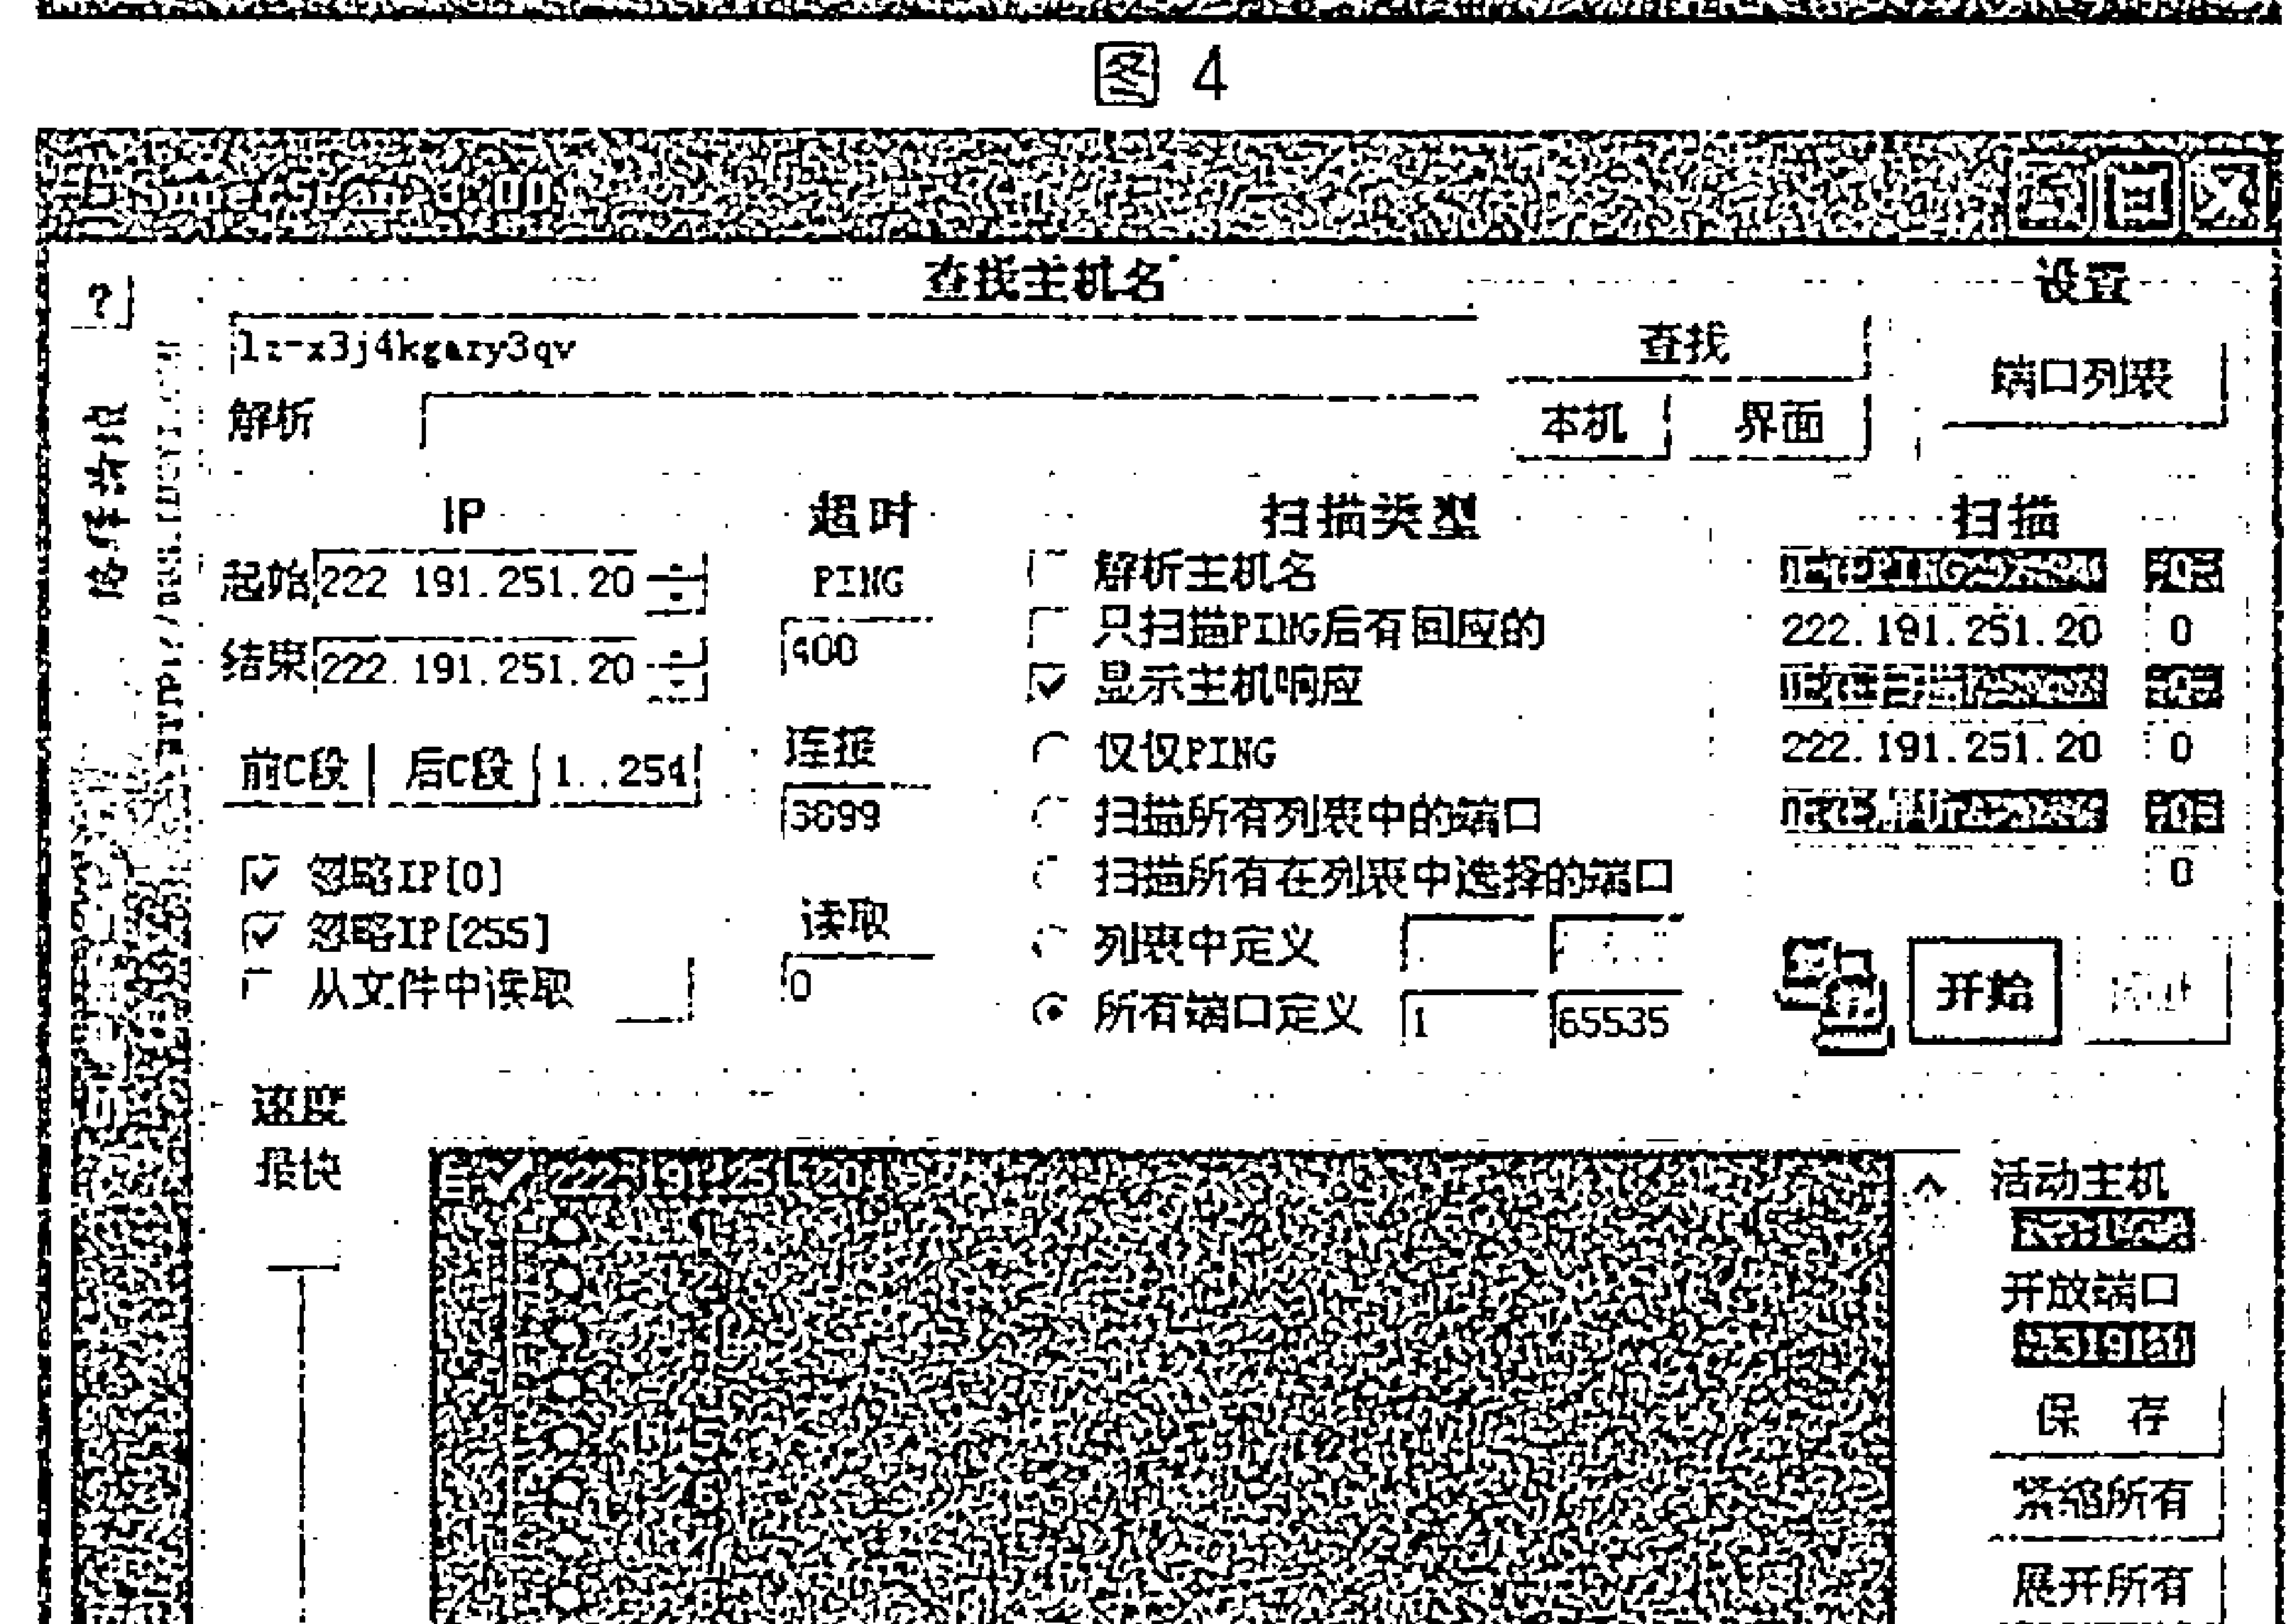 图 4
SuperScan 3.00
查找主机名
设置
?
lz-x3j4kgary3qv
查找
端口列表
解析
本机
界面
IP
超时
扫描类型
扫描
起始 222 191.251.20
PING
解析主机名
只扫描PING后有回应的
222.191.251.20 0
结束 222.191.251.20
400
显示主机响应
连接
仅仅PING
222.191.251.20 0
前C段 后C段 1..254
扫描所有列表中的端口
忽略IP[0]
扫描所有在列表中选择的端口
0
忽略IP[255]
读取
列表中定义
从文件中读取
0
所有端口定义 1 65535
开始
速度
活动主机
开放端口
保 存
紧缩所有
展开所有